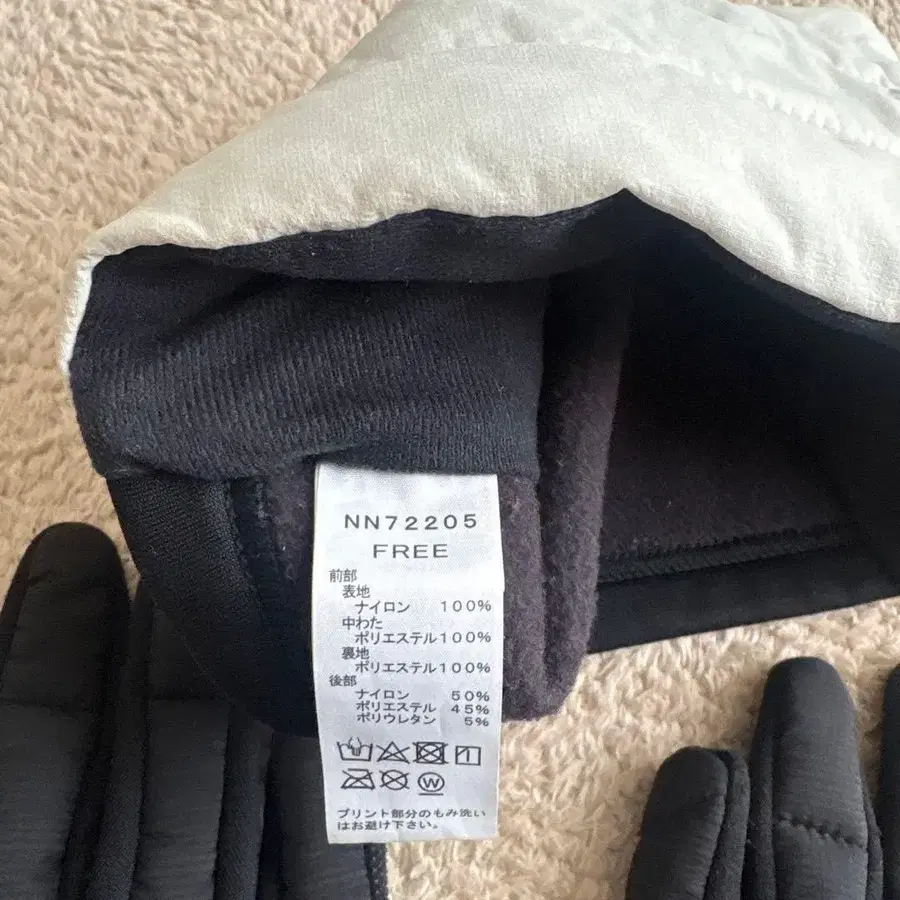 NN72205
FREE
前部
表地
ナイロン 100%
中わた
ポリエステル100%
裏地
ポリエステル100%
後部
ナイロン 50%
ポリエステル 45%
ポリウレタン 5%
W
プリント部分のもみ洗い
はお避け下さい。